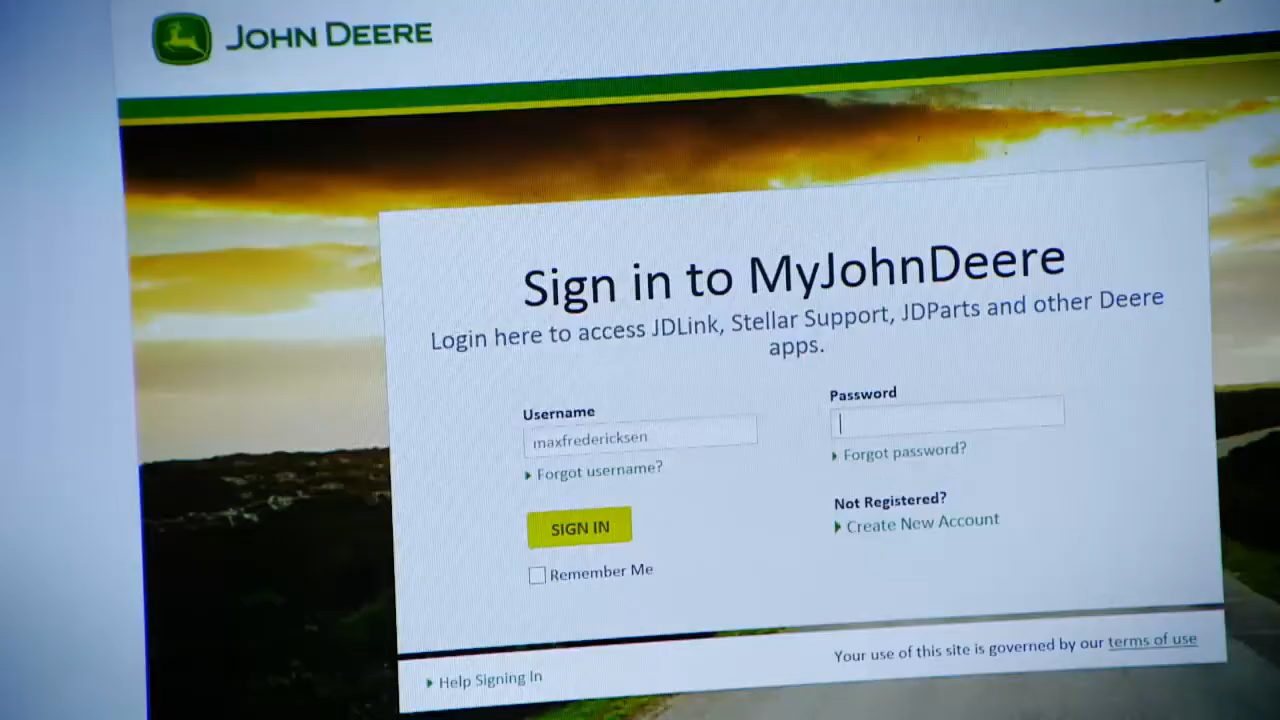 JOHN DEERE
Sign in to MyJohnDeere
Login here to access JDLink, Stellar Support, JDParts and other Deere
apps.
Username
maxfredericksen
Forgot username?
Password
Forgot password?
SIGN IN
Remember Me
Not Registered?
Create New Account
Help Signing In
Your use of this site is governed by our terms of use